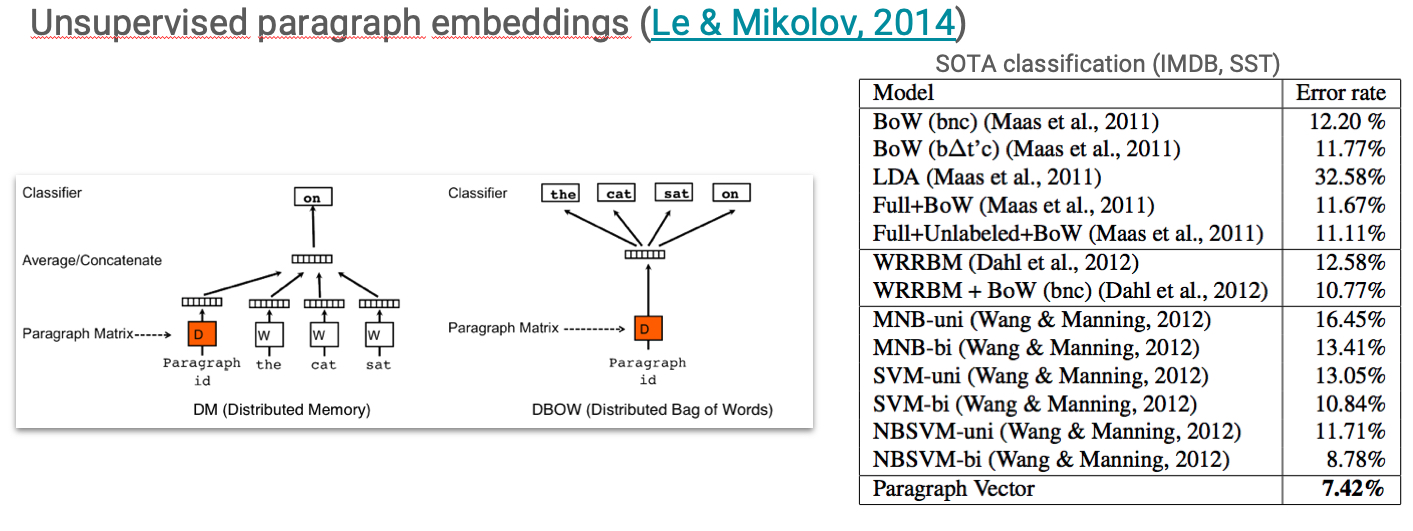 Unsupervised paragraph embeddings (Le & Mikolov, 2014)
SOTA classification (IMDB, SST)
Classifier
on
Average/Concatenate
Paragraph Matrix
D W W W
Paragraph id the cat sat
DM (Distributed Memory)
Classifier
the cat sat on
Paragraph Matrix
D
Paragraph id
DBOW (Distributed Bag of Words)
Model Error rate
BoW (bnc) (Maas et al., 2011) 12.20 %
BoW (bΔt’c) (Maas et al., 2011) 11.77%
LDA (Maas et al., 2011) 32.58%
Full+BoW (Maas et al., 2011) 11.67%
Full+Unlabeled+BoW (Maas et al., 2011) 11.11%
WRRBM (Dahl et al., 2012) 12.58%
WRRBM + BoW (bnc) (Dahl et al., 2012) 10.77%
MNB-uni (Wang & Manning, 2012) 16.45%
MNB-bi (Wang & Manning, 2012) 13.41%
SVM-uni (Wang & Manning, 2012) 13.05%
SVM-bi (Wang & Manning, 2012) 10.84%
NBSVM-uni (Wang & Manning, 2012) 11.71%
NBSVM-bi (Wang & Manning, 2012) 8.78%
Paragraph Vector 7.42%